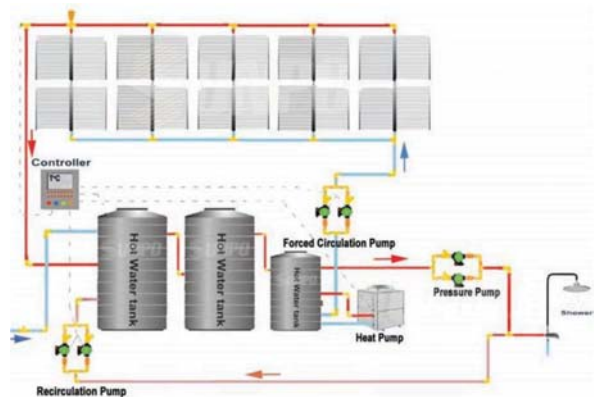 Controller
T°C
Hot Water tank
Hot Water tank
Hot Water tank
Forced Circulation Pump
Pressure Pump
Shower
Heat Pump
Recirculation Pump